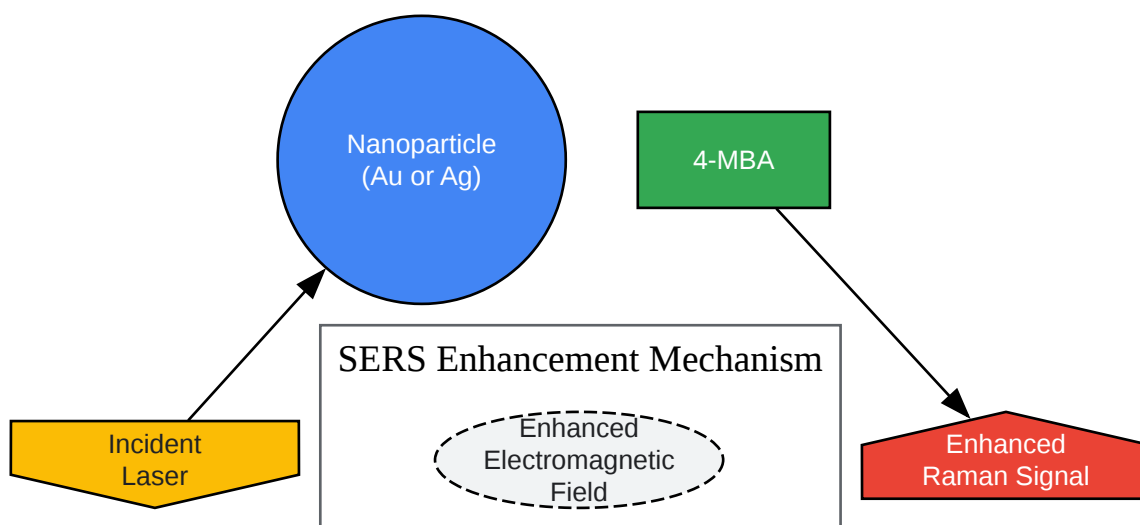 Nanoparticle
(Au or Ag)
4-MBA
SERS Enhancement Mechanism
Incident
Laser
Enhanced
Electromagnetic
Field
Enhanced
Raman Signal